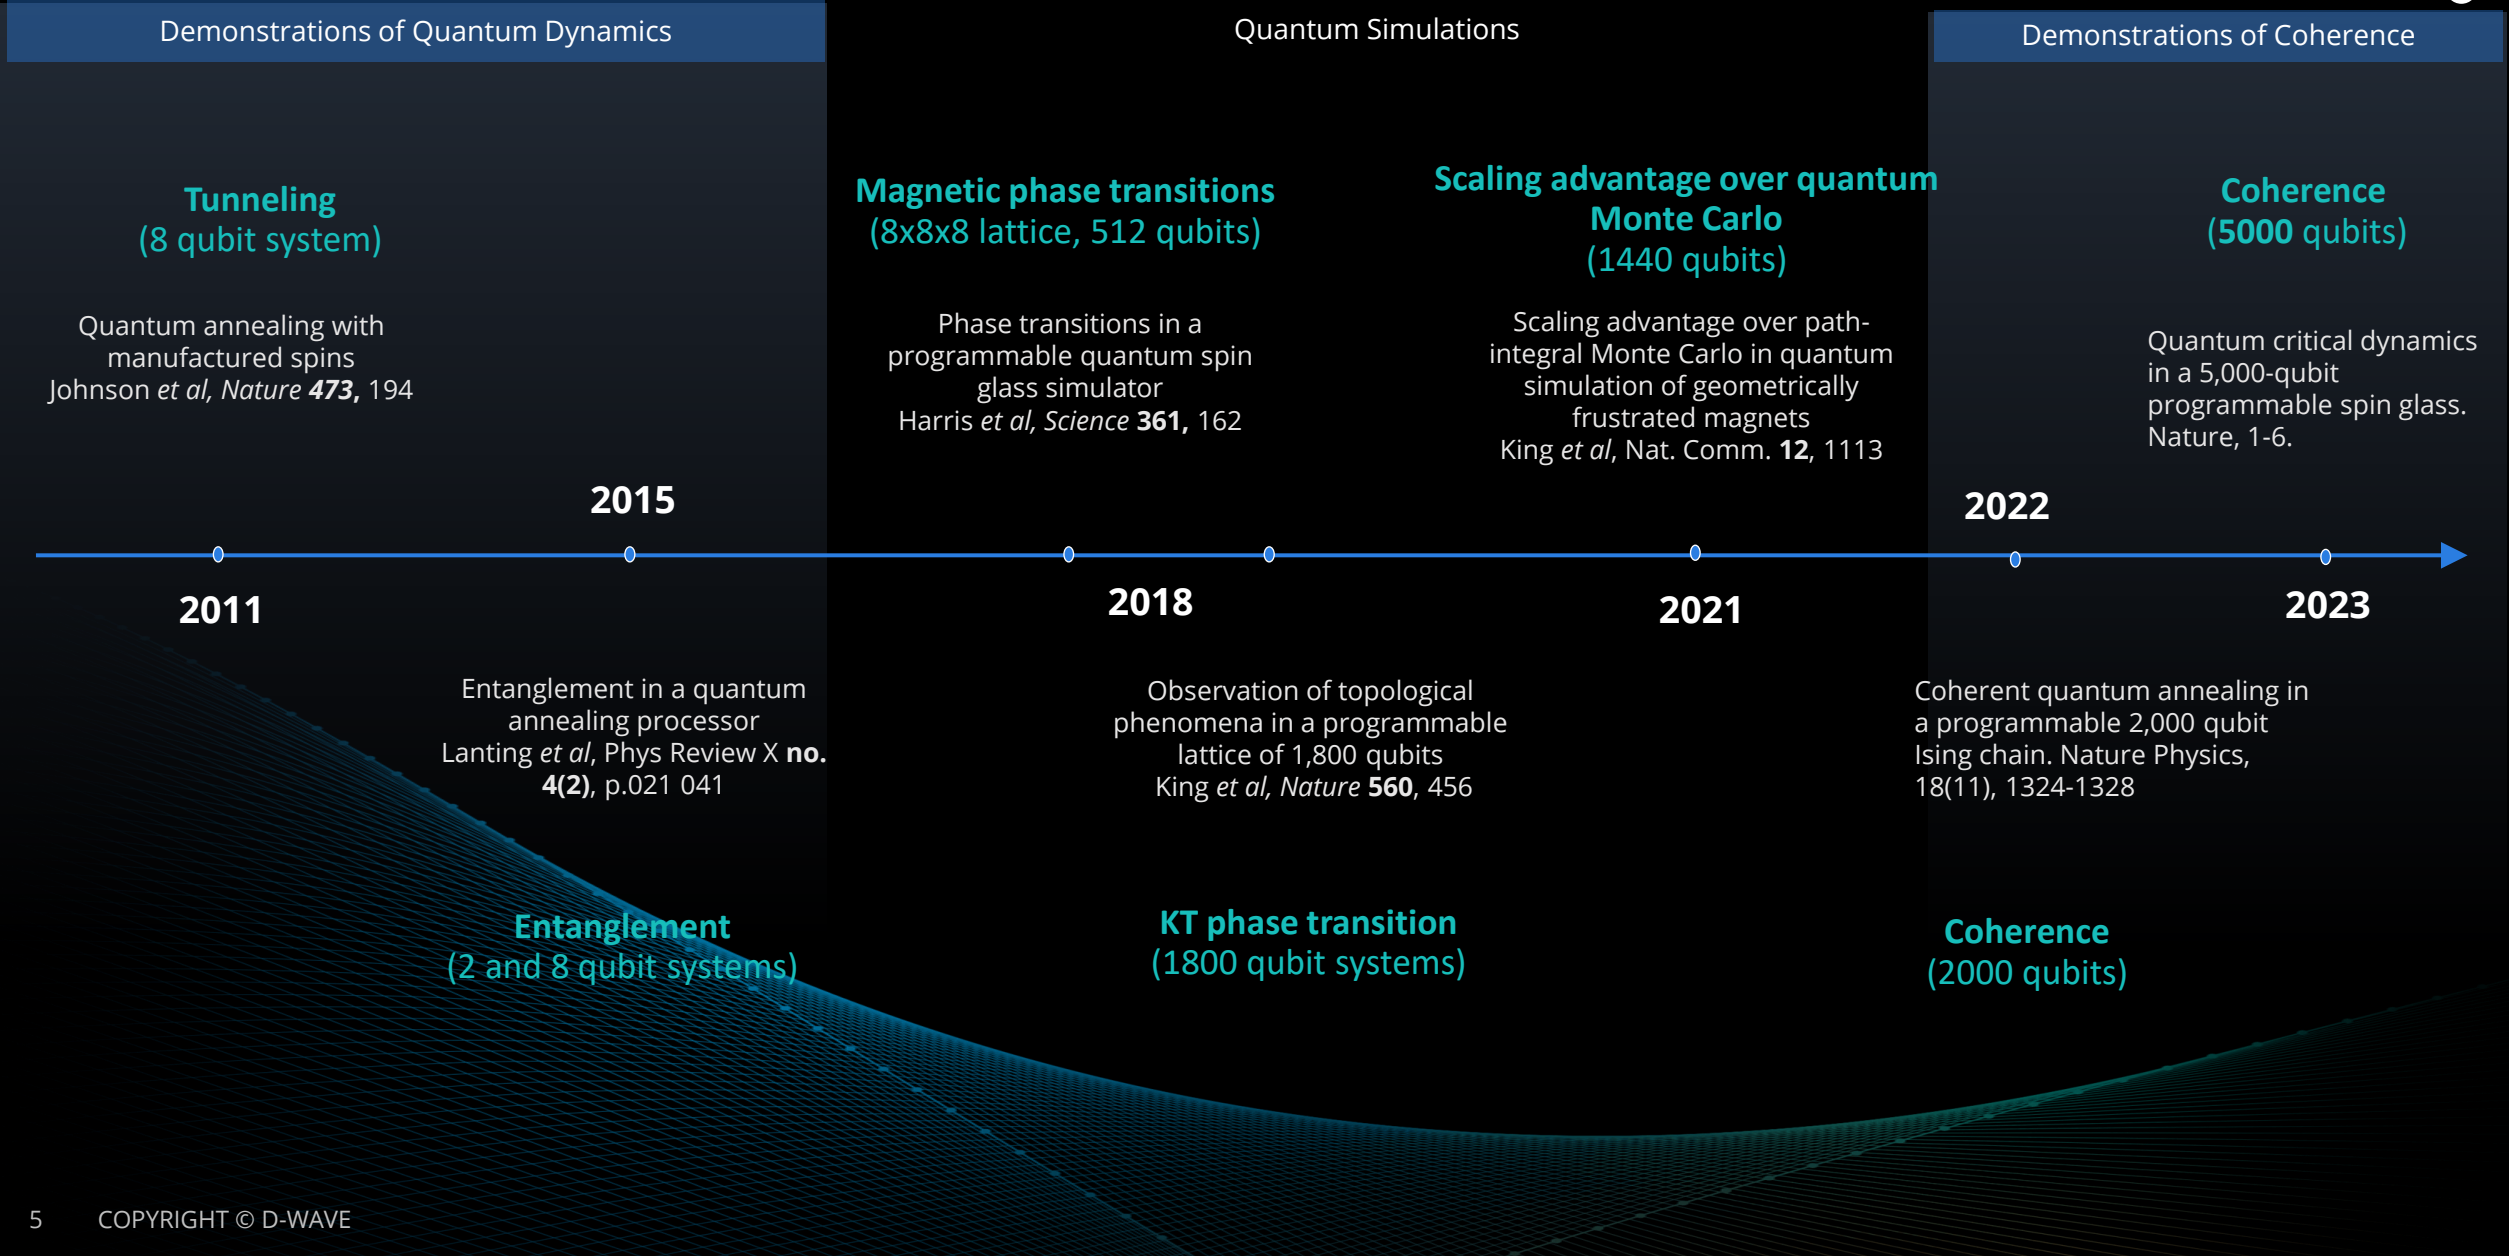 Demonstrations of Quantum Dynamics
Quantum Simulations
Demonstrations of Coherence
Tunneling
(8 qubit system)
Quantum annealing with
manufactured spins
Johnson et al, Nature 473, 194
Magnetic phase transitions
(8x8x8 lattice, 512 qubits)
Phase transitions in a
programmable quantum spin
glass simulator
Harris et al, Science 361, 162
Scaling advantage over quantum
Monte Carlo
(1440 qubits)
Scaling advantage over path-
integral Monte Carlo in quantum
simulation of geometrically
frustrated magnets
King et al, Nat. Comm. 12, 1113
Coherence
(5000 qubits)
Quantum critical dynamics
in a 5,000-qubit
programmable spin glass.
Nature, 1-6.
2015
2022
2011
2018
2021
2023
Entanglement in a quantum
annealing processor
Lanting et al, Phys Review X no.
4(2), p.021 041
Entanglement
(2 and 8 qubit systems)
Observation of topological
phenomena in a programmable
lattice of 1,800 qubits
King et al, Nature 560, 456
KT phase transition
(1800 qubit systems)
Coherent quantum annealing in
a programmable 2,000 qubit
Ising chain. Nature Physics,
18(11), 1324-1328
Coherence
(2000 qubits)
5 COPYRIGHT © D-WAVE